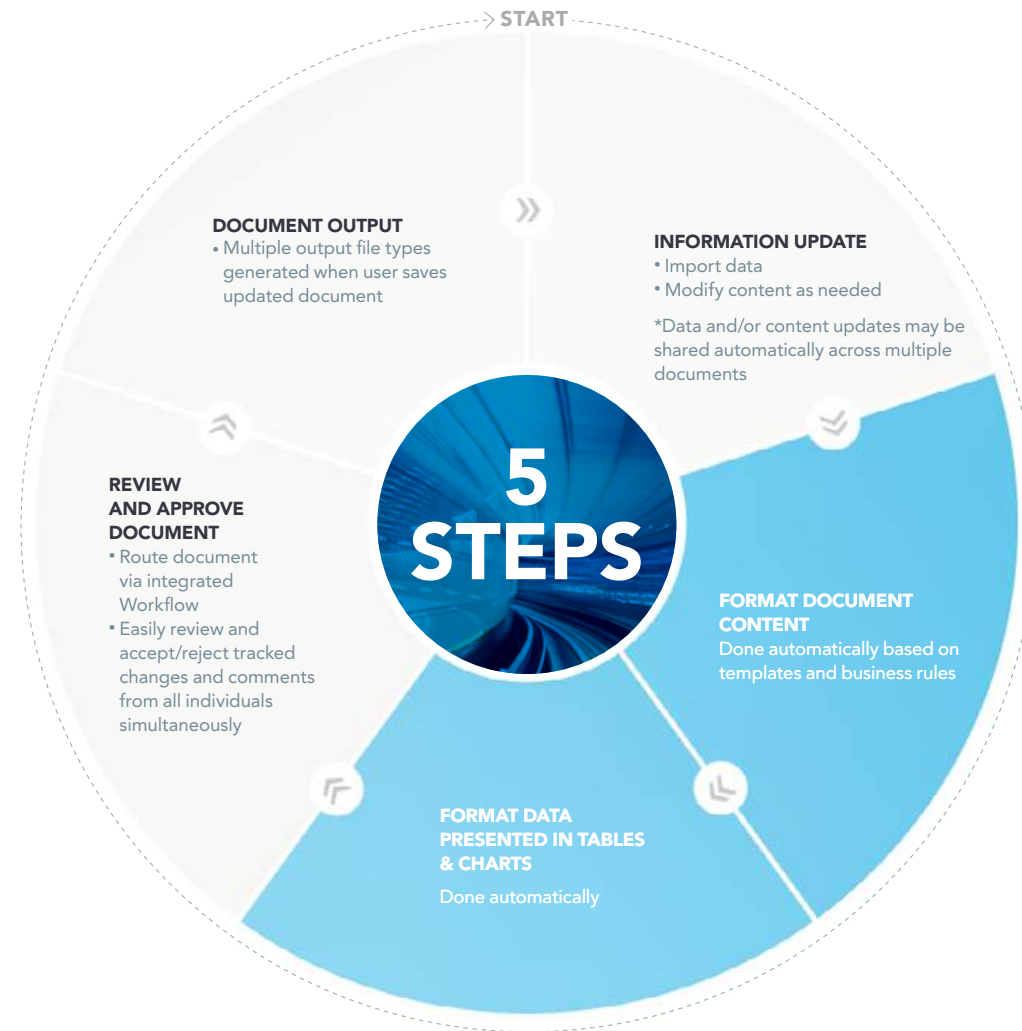 START
INFORMATION UPDATE
• Import data
• Modify content as needed
*Data and/or content updates may be
shared automatically across multiple
documents
FORMAT DOCUMENT
CONTENT
Done automatically based on
templates and business rules
FORMAT DATA
PRESENTED IN TABLES
& CHARTS
Done automatically
REVIEW
AND APPROVE
DOCUMENT
• Route document
via integrated
Workflow
• Easily review and
accept/reject tracked
changes and comments
from all individuals
simultaneously
DOCUMENT OUTPUT
• Multiple output file types
generated when user saves
updated document
5
STEPS